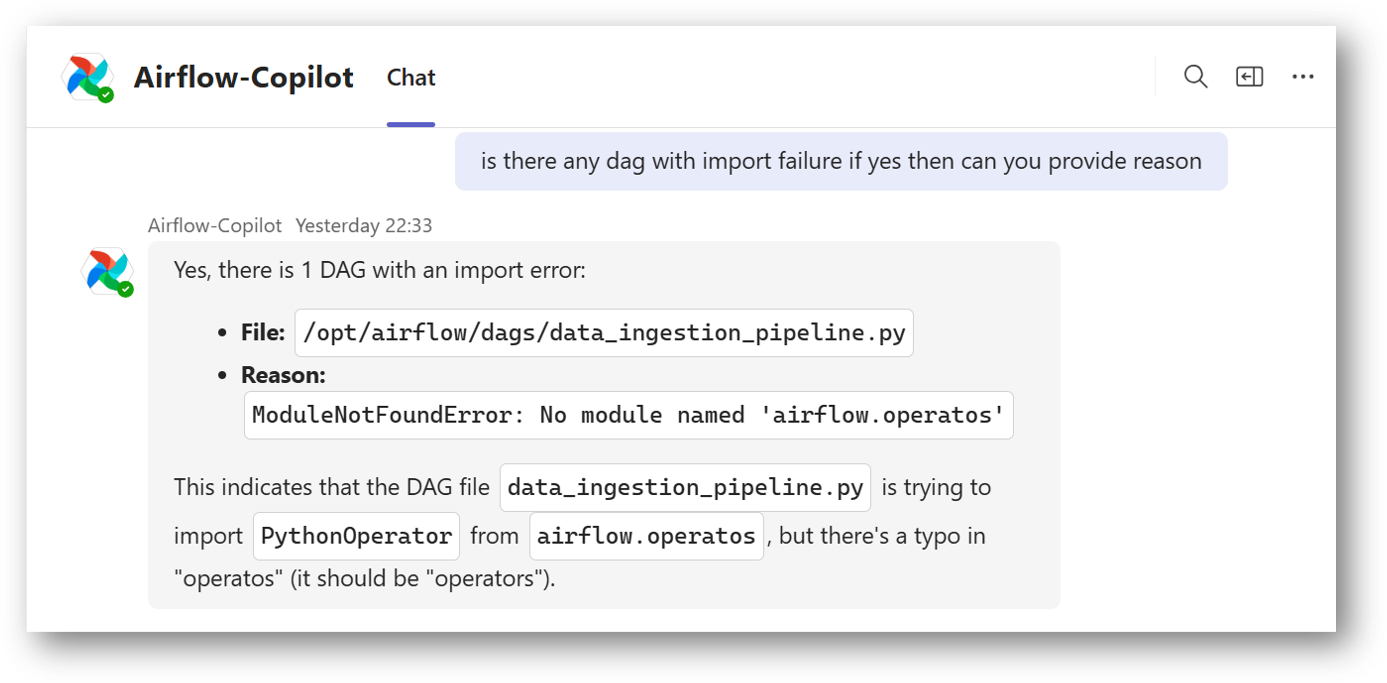 Airflow-Copilot Chat
is there any dag with import failure if yes then can you provide reason
Airflow-Copilot Yesterday 22:33
Yes, there is 1 DAG with an import error:
• File: /opt/airflow/dags/data_ingestion_pipeline.py
• Reason:
ModuleNotFoundError: No module named 'airflow.operatos'
This indicates that the DAG file data_ingestion_pipeline.py is trying to
import PythonOperator from airflow.operatos, but there's a typo in
"operatos" (it should be "operators").